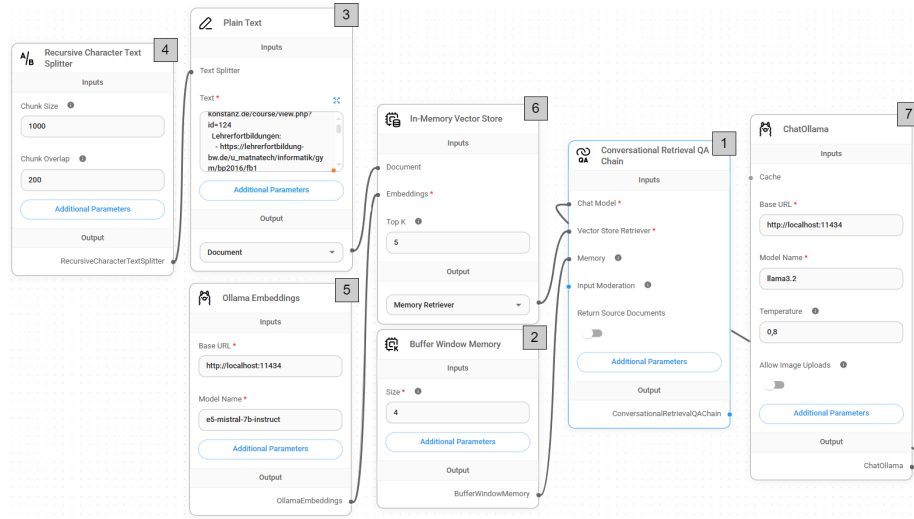 4
A/B Recursive Character Text
Splitter
Inputs
Chunk Size
1000
Chunk Overlap
200
Additional Parameters
Output
RecursiveCharacterTextSplitter
3
Plain Text
Inputs
Text Splitter
Text *
konstanz.de/course/view.php?
id=124
Lehrerfortbildungen:
- https://lehrerfortbildung-
bw.de/u_matnatech/informatik/gy
m/bp2016/fb1
Additional Parameters
Output
Document
5
Ollama Embeddings
Inputs
Base URL *
http://localhost:11434
Model Name *
e5-mistral-7b-instruct
Additional Parameters
Output
OllamaEmbeddings
6
In-Memory Vector Store
Inputs
Document
Embeddings *
Top K
5
Output
Memory Retriever
2
Buffer Window Memory
Inputs
Size *
4
Additional Parameters
Output
BufferWindowMemory
1
QA
Conversational Retrieval QA
Chain
Inputs
Chat Model *
Vector Store Retriever *
Memory
Input Moderation
Return Source Documents
Additional Parameters
Output
ConversationalRetrievalQAChain
7
ChatOllama
Inputs
Cache
Base URL *
http://localhost:11434
Model Name *
llama3.2
Temperature
0,8
Allow Image Uploads
Additional Parameters
Output
ChatOllama